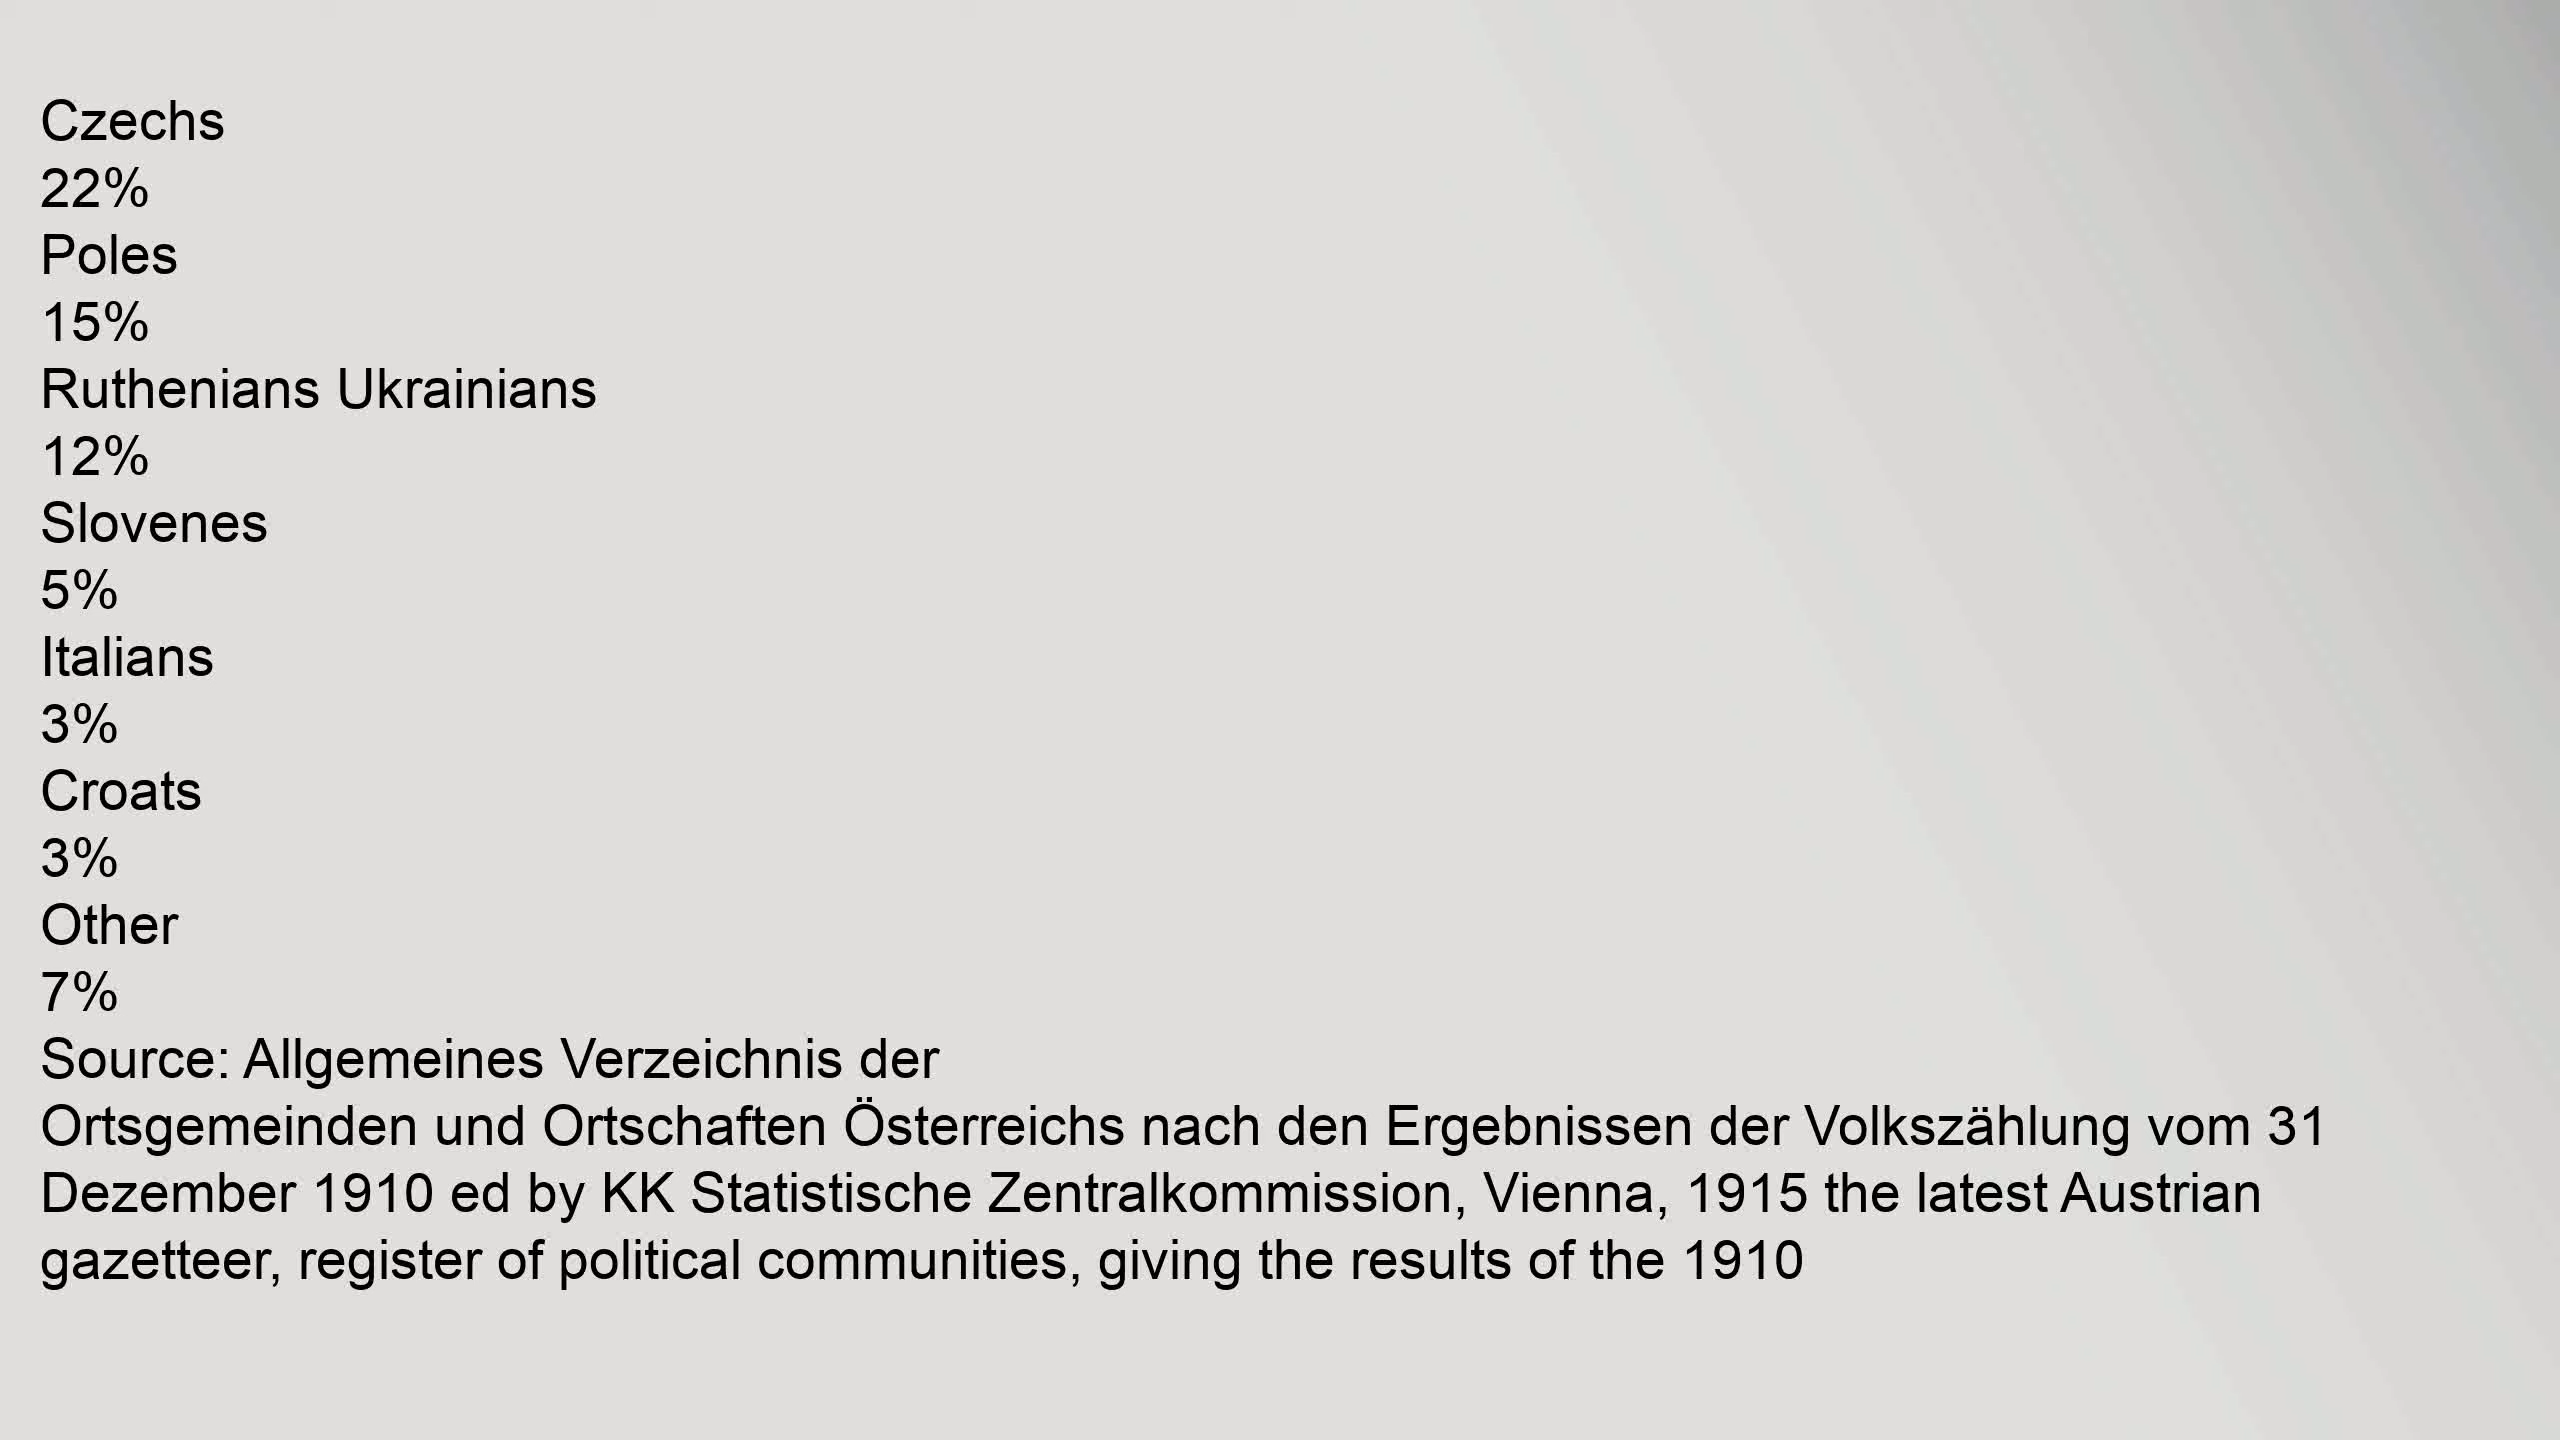 Czechs
22%
Poles
15%
Ruthenians Ukrainians
12%
Slovenes
5%
Italians
3%
Croats
3%
Other
7%
Source: Allgemeines Verzeichnis der
Ortsgemeinden und Ortschaften Österreichs nach den Ergebnissen der Volkszählung vom 31
Dezember 1910 ed by KK Statistische Zentralkommission, Vienna, 1915 the latest Austrian
gazetteer, register of political communities, giving the results of the 1910